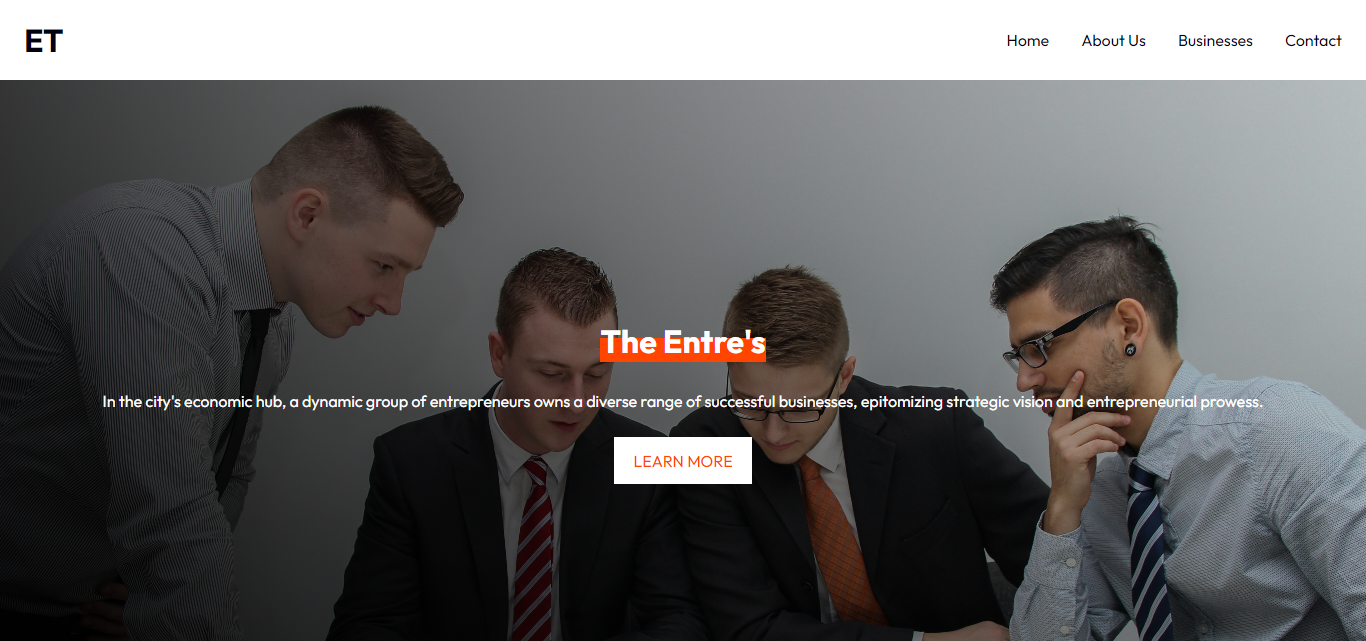 ET
Home
About Us
Businesses
Contact
The Entre's
In the city's economic hub, a dynamic group of entrepreneurs owns a diverse range of successful businesses, epitomizing strategic vision and entrepreneurial prowess.
LEARN MORE